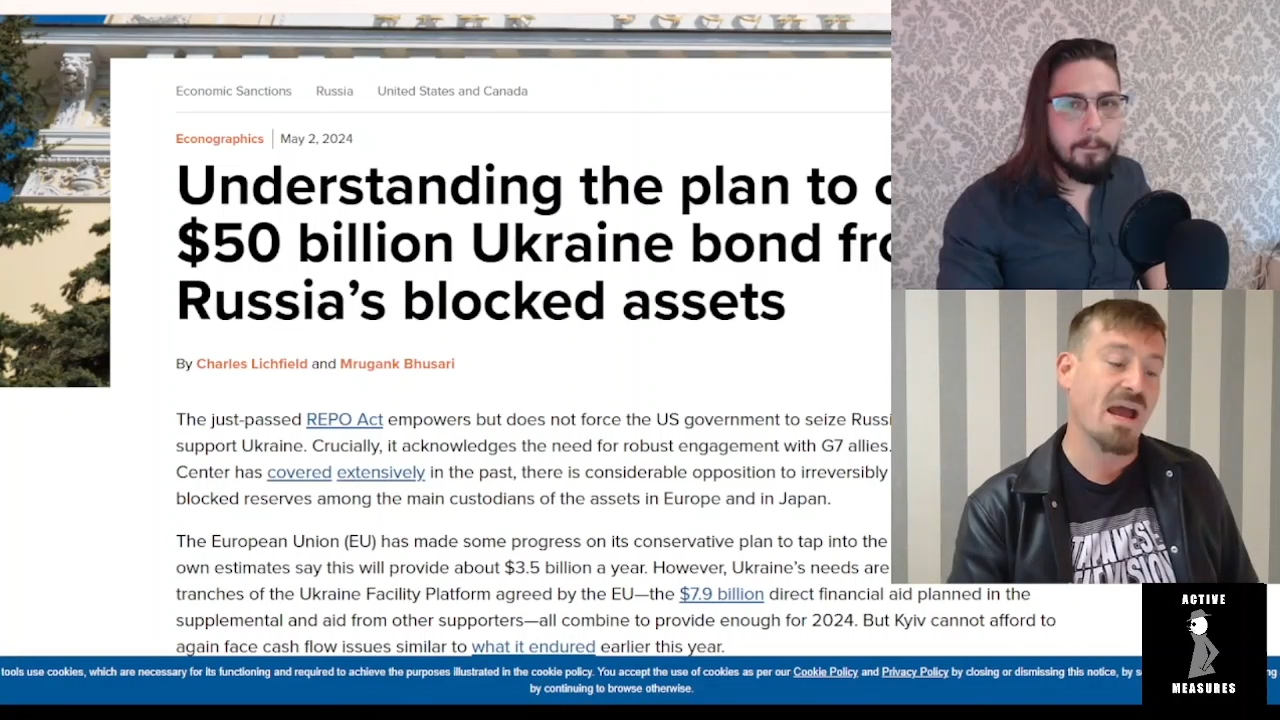 БАНК РОССИИ
Economic Sanctions Russia United States and Canada
Econographics May 2, 2024
Understanding the plan to
$50 billion Ukraine bond
Russia's blocked assets
By Charles Lichfield and Mrugank Bhusari
The just-passed REPO Act empowers but does not force the US government to seize
support Ukraine. Crucially, it acknowledges the need for robust engagement with G7 allies.
Center has covered extensively in the past, there is considerable opposition to irreversibly
blocked reserves among the main custodians of the assets in Europe and in Japan.
The European Union (EU) has made some progress on its conservative plan to tap into the
own estimates say this will provide about $3.5 billion a year. However, Ukraine's needs are
tranches of the Ukraine Facility Platform agreed by the EU—the $7.9 billion direct financial aid planned in the
supplemental and aid from other supporters—all combine to provide enough for 2024. But Kyiv cannot afford to
again face cash flow issues similar to what it endured earlier this year.
tools use cookies, which are necessary for its functioning and required to achieve the purposes illustrated in the cookie policy. You accept the use of cookies as per our Cookie Policy and Privacy Policy by closing or dismissing this notice, by
by continuing to browse otherwise.
ACTIVE
MEASURES